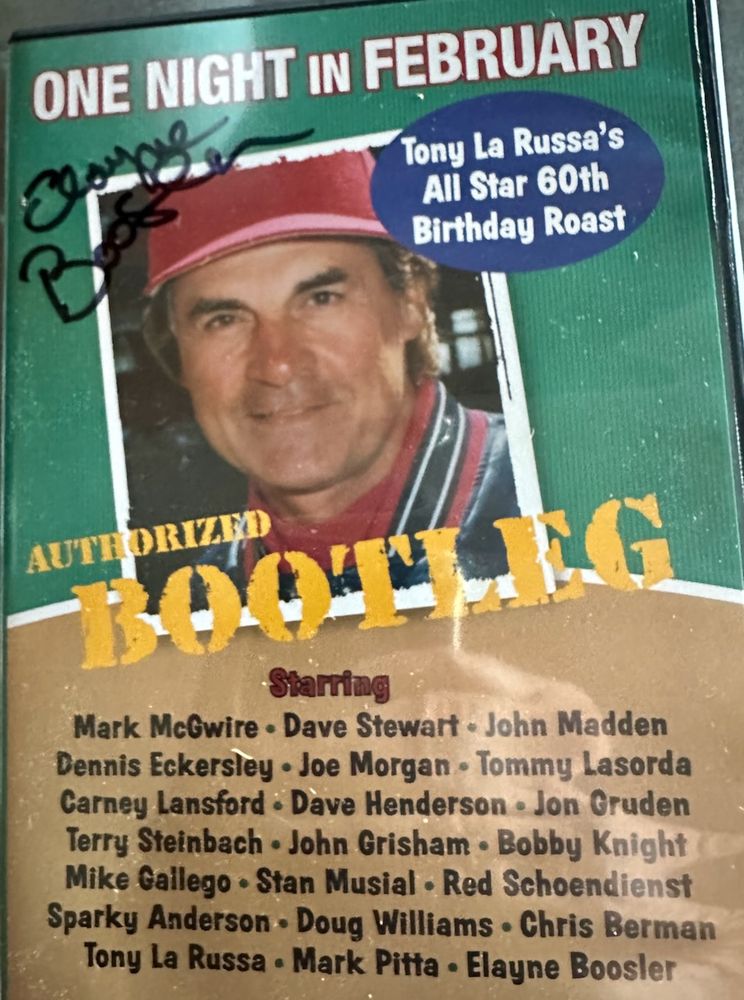 ONE NIGHT IN FEBRUARY
Tony La Russa's
All Star 60th
Birthday Roast
Elayne
Boosler
AUTHORIZED
BOOTLEG
Starring
Mark McGwire • Dave Stewart • John Madden
Dennis Eckersley • Joe Morgan • Tommy Lasorda
Carney Lansford • Dave Henderson • Jon Gruden
Terry Steinbach • John Grisham • Bobby Knight
Mike Gallego • Stan Musial • Red Schoendienst
Sparky Anderson • Doug Williams • Chris Berman
Tony La Russa • Mark Pitta • Elayne Boosler